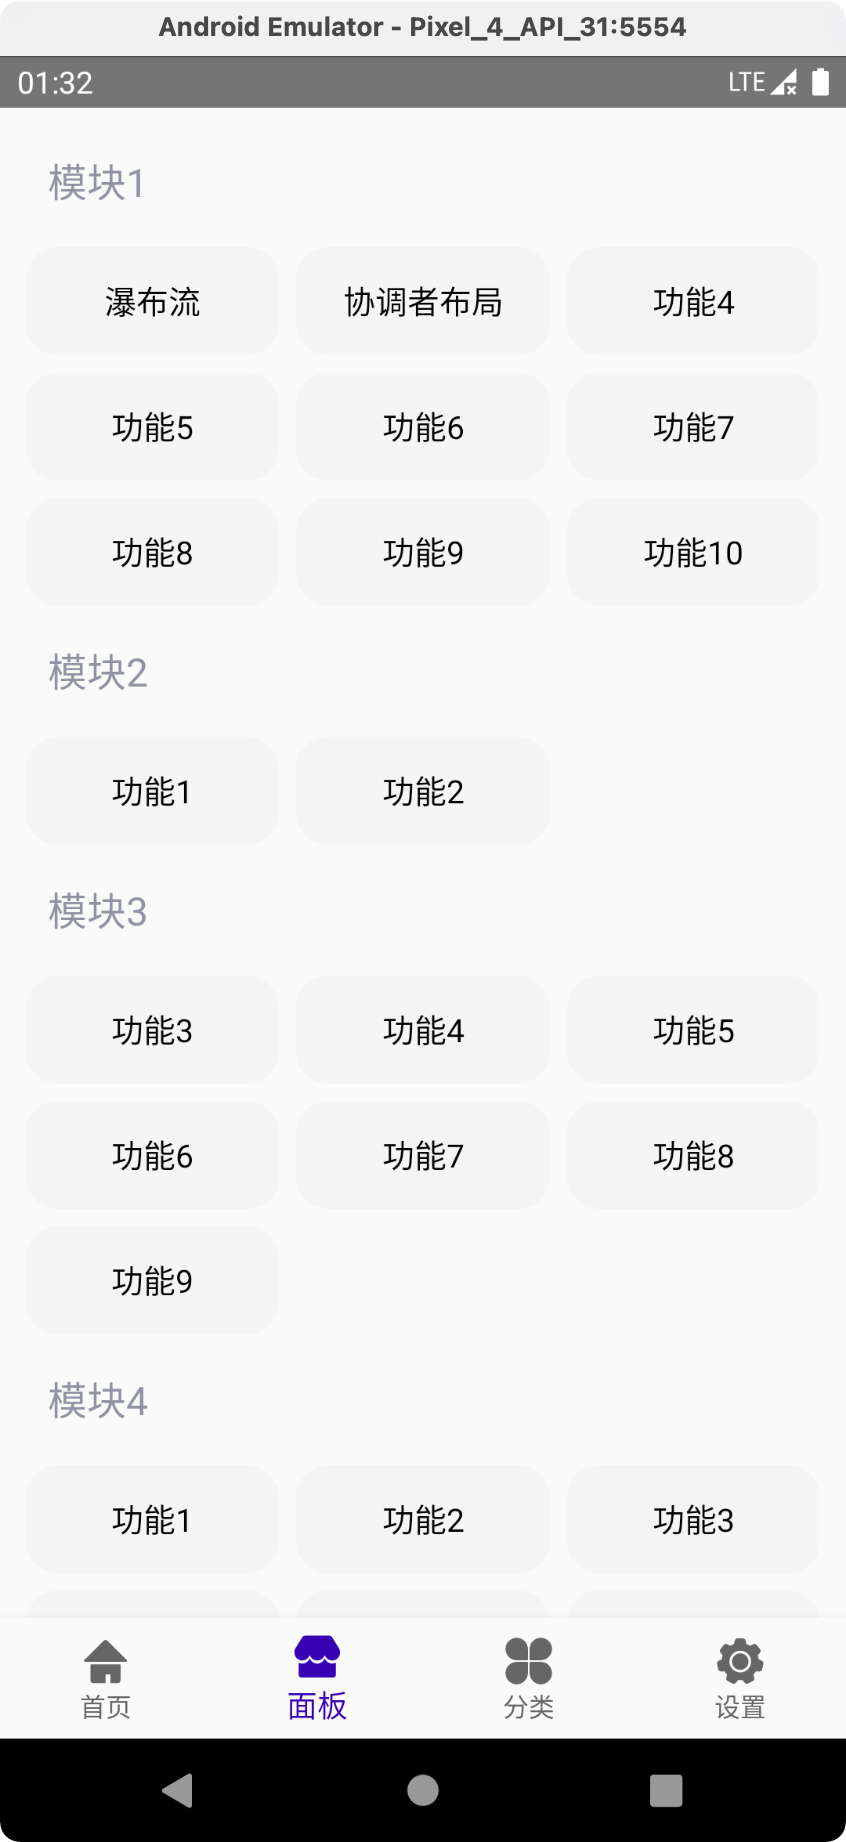 Android Emulator - Pixel_4_API_31:5554
01:32 LTE
模块1
瀑布流 协调者布局 功能4
功能5 功能6 功能7
功能8 功能9 功能10
模块2
功能1 功能2
模块3
功能3 功能4 功能5
功能6 功能7 功能8
功能9
模块4
功能1 功能2 功能3
首页 面板 分类 设置